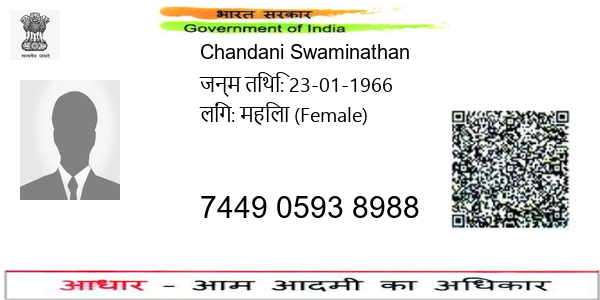 भारत सरकार
Government of India
सत्यमेव जयते
Chandani Swaminathan
जन्म तिथि: 23-01-1966
लिंग: महिला (Female)
7449 0593 8988
आधार - आम आदमी का अधिकार